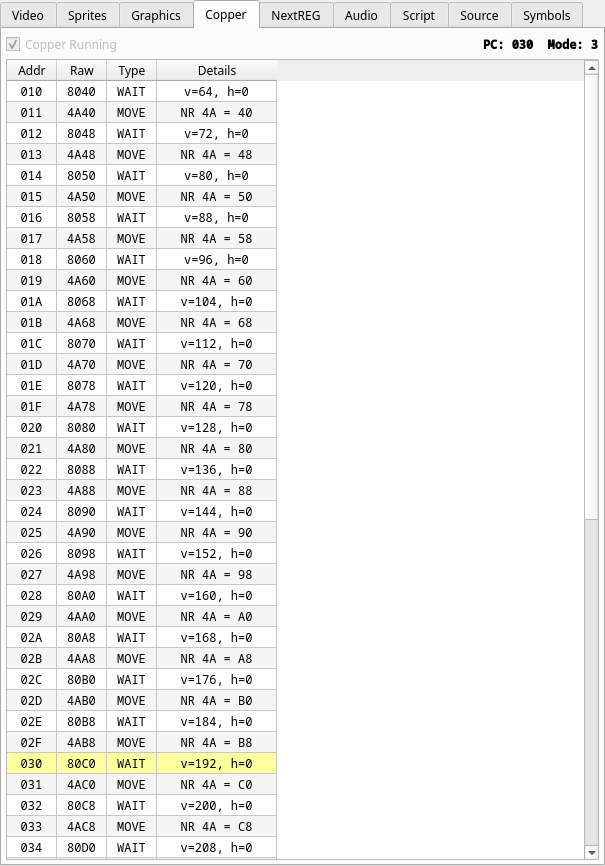 Video Sprites Graphics Copper NextREG Audio Script Source Symbols
Copper Running PC: 030 Mode: 3
Addr Raw Type Details
010 8040 WAIT v=64, h=0
011 4A40 MOVE NR 4A = 40
012 8048 WAIT v=72, h=0
013 4A48 MOVE NR 4A = 48
014 8050 WAIT v=80, h=0
015 4A50 MOVE NR 4A = 50
016 8058 WAIT v=88, h=0
017 4A58 MOVE NR 4A = 58
018 8060 WAIT v=96, h=0
019 4A60 MOVE NR 4A = 60
01A 8068 WAIT v=104, h=0
01B 4A68 MOVE NR 4A = 68
01C 8070 WAIT v=112, h=0
01D 4A70 MOVE NR 4A = 70
01E 8078 WAIT v=120, h=0
01F 4A78 MOVE NR 4A = 78
020 8080 WAIT v=128, h=0
021 4A80 MOVE NR 4A = 80
022 8088 WAIT v=136, h=0
023 4A88 MOVE NR 4A = 88
024 8090 WAIT v=144, h=0
025 4A90 MOVE NR 4A = 90
026 8098 WAIT v=152, h=0
027 4A98 MOVE NR 4A = 98
028 80A0 WAIT v=160, h=0
029 4AA0 MOVE NR 4A = A0
02A 80A8 WAIT v=168, h=0
02B 4AA8 MOVE NR 4A = A8
02C 80B0 WAIT v=176, h=0
02D 4AB0 MOVE NR 4A = B0
02E 80B8 WAIT v=184, h=0
02F 4AB8 MOVE NR 4A = B8
030 80C0 WAIT v=192, h=0
031 4AC0 MOVE NR 4A = C0
032 80C8 WAIT v=200, h=0
033 4AC8 MOVE NR 4A = C8
034 80D0 WAIT v=208, h=0